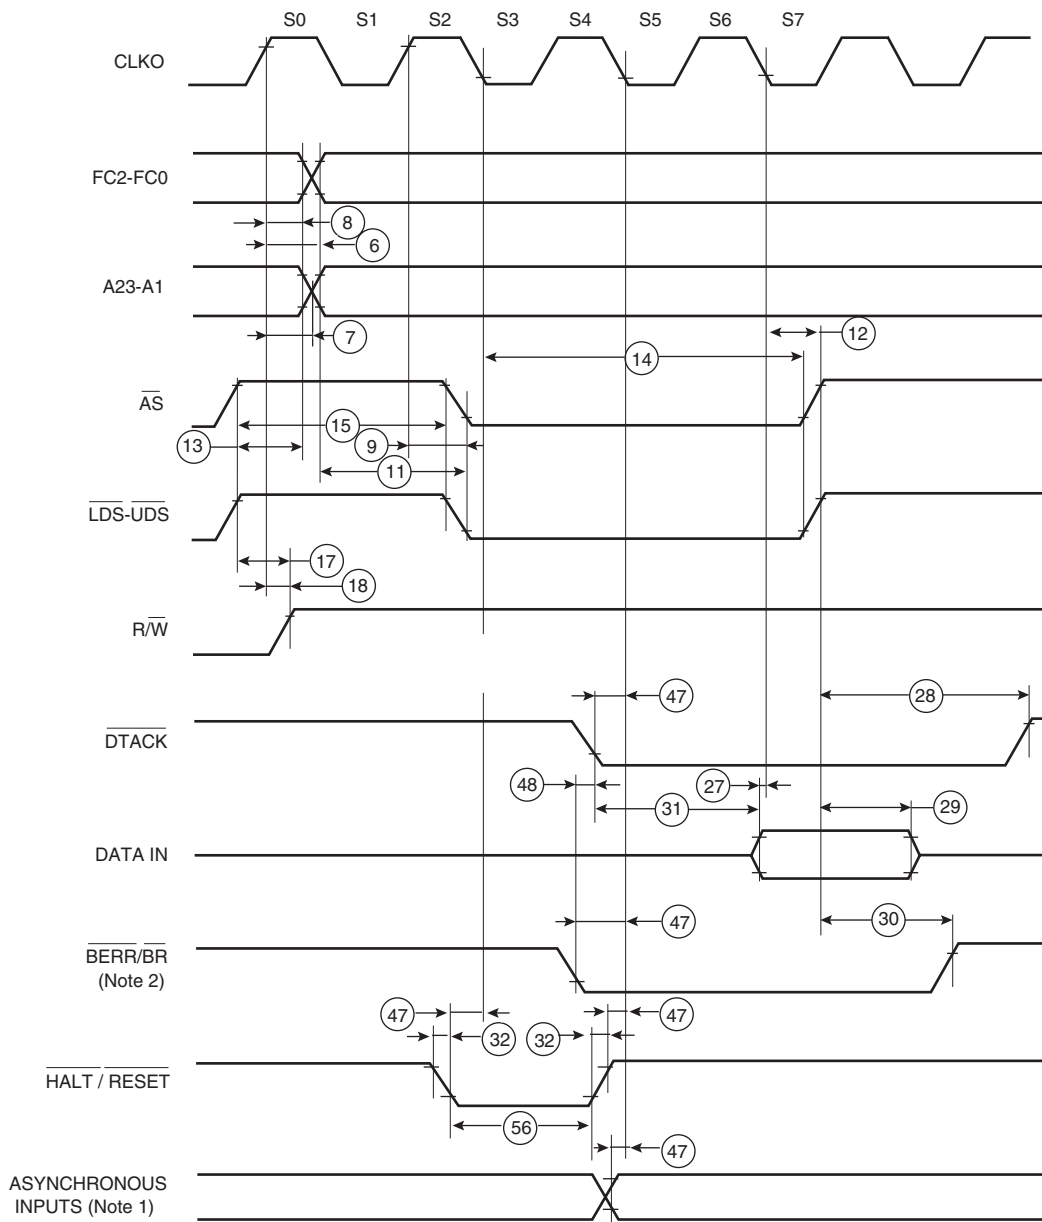 S0 S1 S2 S3 S4 S5 S6 S7
CLKO
FC2-FC0
8
6
A23-A1
7
12
14
AS
15
13
9
11
LDS-UDS
17
18
R/W
47
28
DTACK
48
27
31
29
DATA IN
47
30
BERR/BR
(Note 2)
47
32
32
47
HALT / RESET
56
47
ASYNCHRONOUS
INPUTS (Note 1)